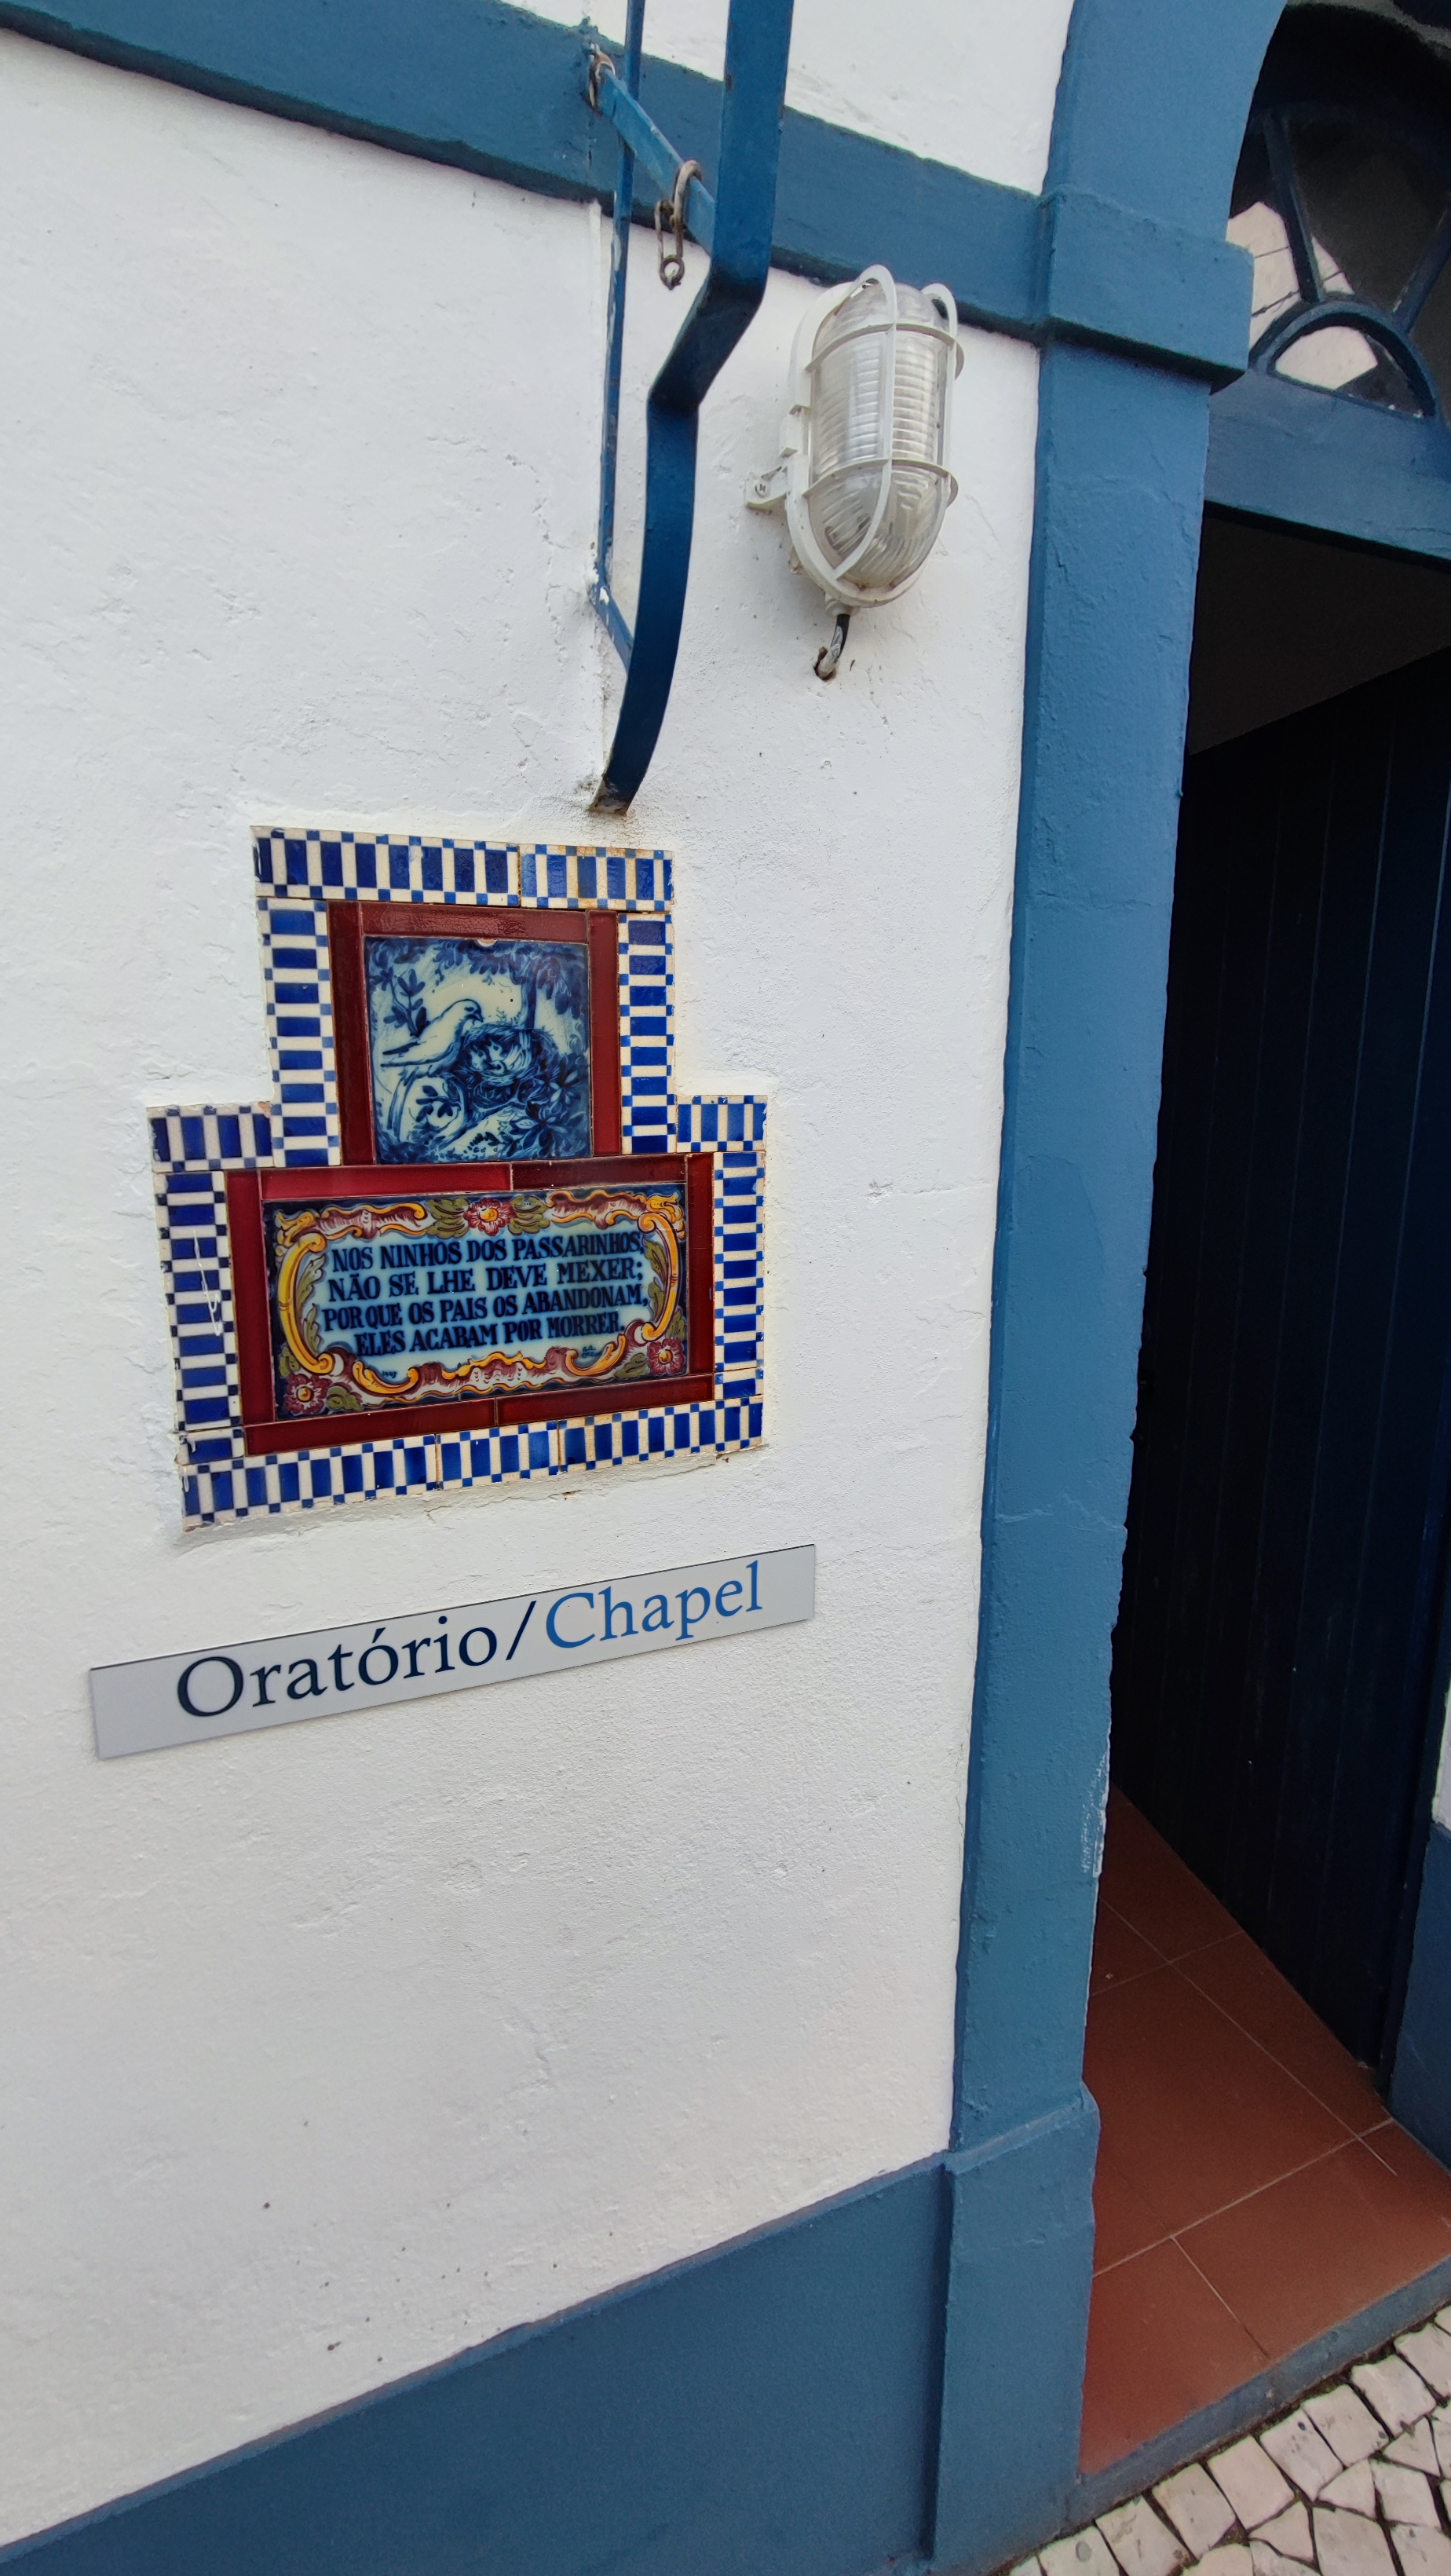 NOS NINHOS DOS PASSARINHOS,
NÃO SE LHE DEVE MEXER:
PORQUE OS PAIS OS ABANDONAM,
ELES ACABAM POR MORRER.
Oratório/Chapel